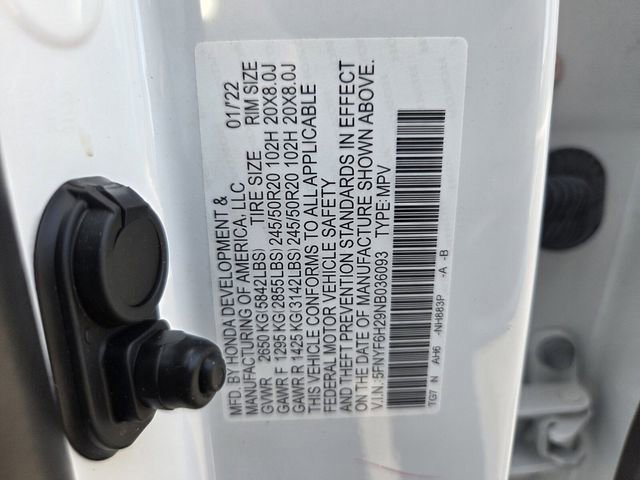 MFD. BY HONDA DEVELOPMENT & 01/'22
MANUFACTURING OF AMERICA, LLC
GVWR 2650 KG(5842LBS) TIRE SIZE RIM SIZE
GAWR F 1295 KG(2855LBS) 245/50R20 102H 20X8.0J
GAWR R 1425 KG(3142LBS) 245/50R20 102H 20X8.0J
THIS VEHICLE CONFORMS TO ALL APPLICABLE
FEDERAL MOTOR VEHICLE SAFETY
AND THEFT PREVENTION STANDARDS IN EFFECT
ON THE DATE OF MANUFACTURE SHOWN ABOVE.
V.I.N.:5FNYF6H29NB036093 TYPE: MPV
TG7 N AH6 -NH883P -A -B